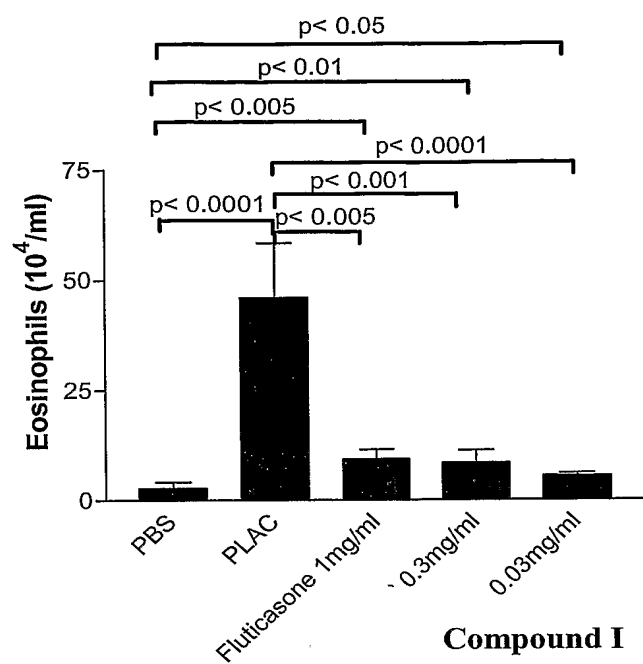 p< 0.05
p< 0.01
p< 0.005
p< 0.0001
p< 0.001
p< 0.0001
p< 0.005
75
50
25
0
Eosinophils (10⁴/ml)
PBS
PLAC
Fluticasone 1mg/ml
0.3mg/ml
0.03mg/ml
Compound I